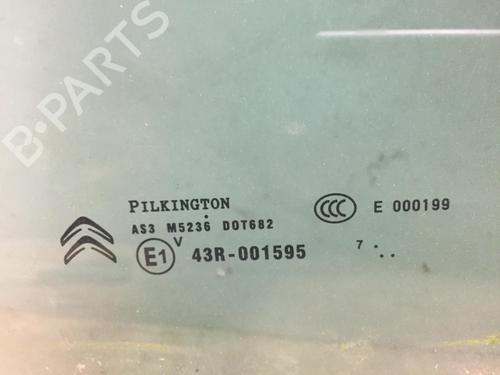 B-PARTS
PILKINGTON
AS3 M5236 DOT682
E1 V 43R-001595
CCC E 000199
7 ..